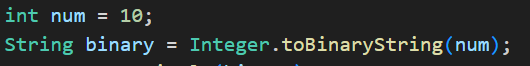 int num = 10;
String binary = Integer.toBinaryString(num);